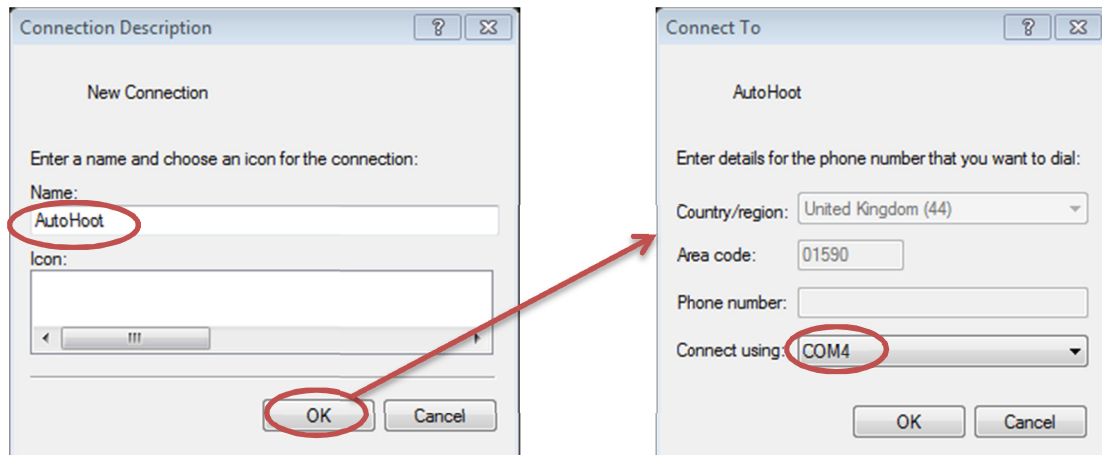 Connection Description
New Connection
Enter a name and choose an icon for the connection:
Name:
AutoHoot
Icon:
OK
Cancel
Connect To
AutoHoot
Enter details for the phone number that you want to dial:
Country/region: United Kingdom (44)
Area code: 01590
Phone number:
Connect using: COM4
OK
Cancel